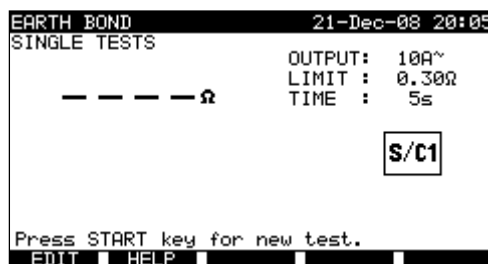 EARTH BOND 21-Dec-08 20:05
SINGLE TESTS
OUTPUT: 10A~
LIMIT : 0.30Ω
– – – – Ω
TIME : 5s
S/C1
Press START key for new test.
EDIT HELP